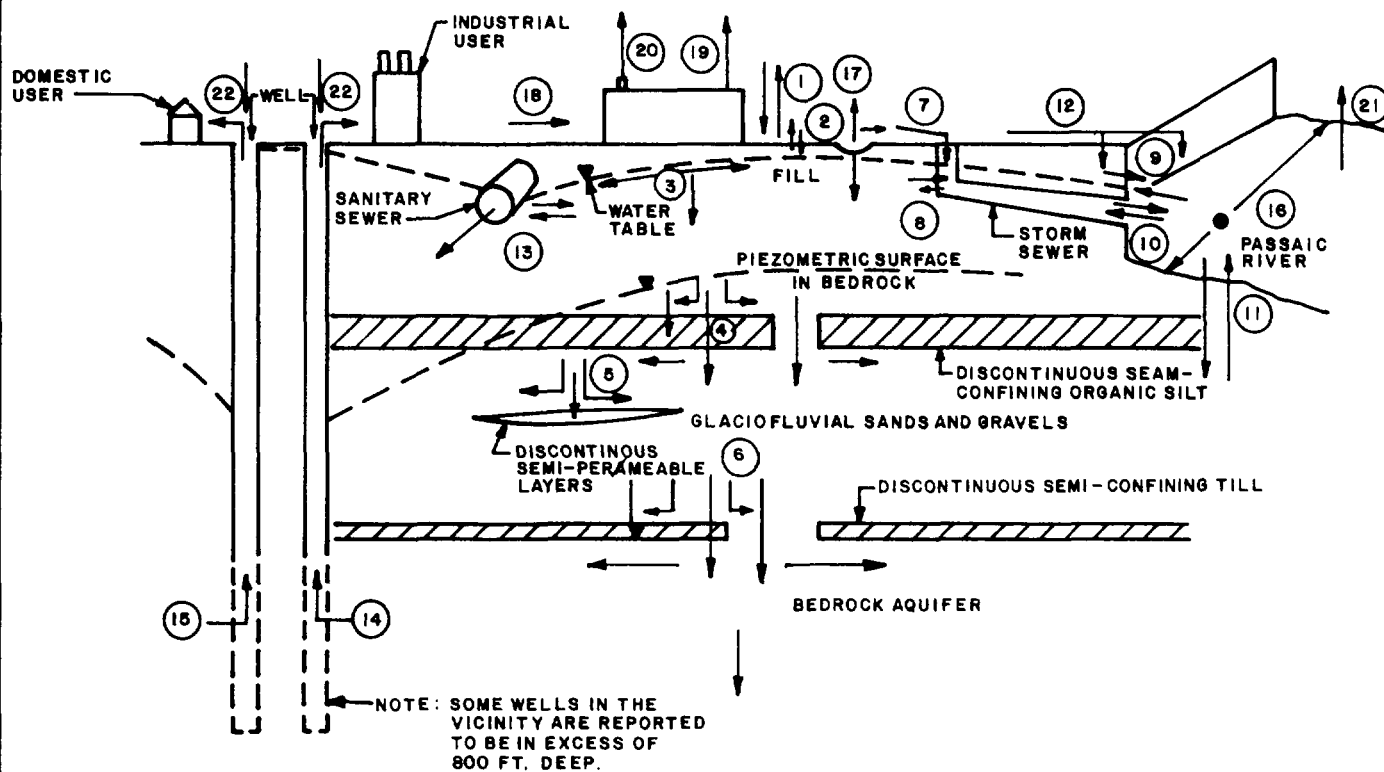 INDUSTRIAL
USER
20
19
1
17
DOMESTIC
USER
22
WELL
22
18
2
7
12
21
9
3
FILL
SANITARY
SEWER
WATER
TABLE
8
STORM
SEWER
16
13
10
PASSAIC
RIVER
PIEZOMETRIC SURFACE
IN BEDROCK
11
4
5
DISCONTINUOUS SEAM-
CONFINING ORGANIC SILT
GLACIOFLUVIAL SANDS AND GRAVELS
DISCONTINOUS
SEMI-PERAMEABLE
LAYERS
6
DISCONTINUOUS SEMI-CONFINING TILL
BEDROCK AQUIFER
15
14
NOTE: SOME WELLS IN THE
VICINITY ARE REPORTED
TO BE IN EXCESS OF
800 FT. DEEP.